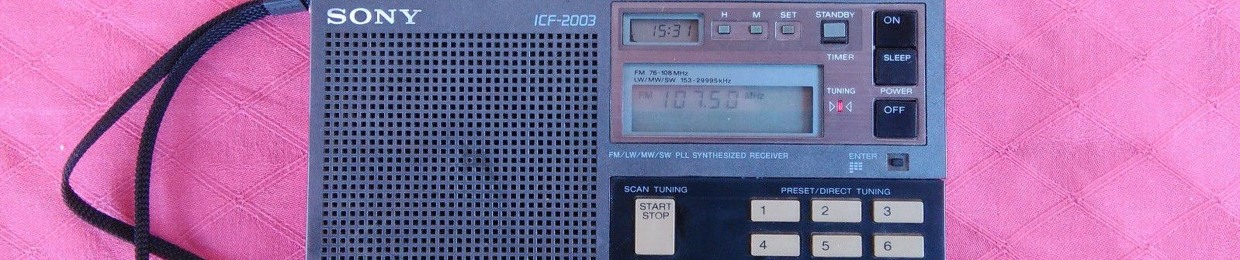 SONY
ICF-2003
15:31
H M SET STANDBY
ON
TIMER
SLEEP
FM 76-108 MHz
LW/MW/SW 153-29995 kHz
FM 107.50 MHz
TUNING
POWER
OFF
FM/LW/MW/SW PLL SYNTHESIZED RECEIVER
ENTER
SCAN TUNING
PRESET/DIRECT TUNING
START
STOP
1 2 3
4 5 6